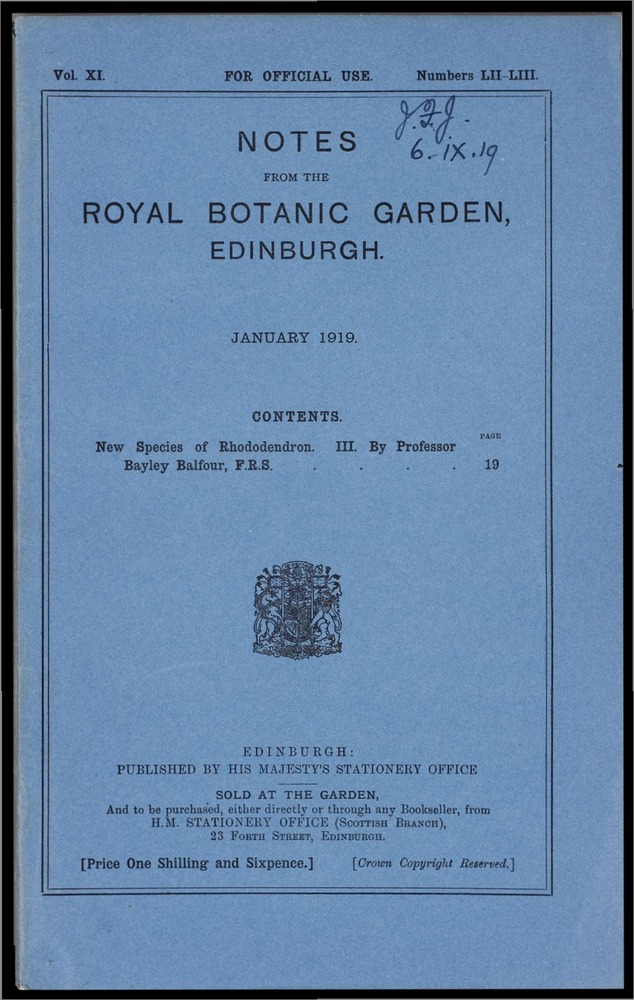 Vol. XI. FOR OFFICIAL USE. Numbers LII-LIII.
J.F.J.
6.IX.19
NOTES
FROM THE
ROYAL BOTANIC GARDEN,
EDINBURGH.
JANUARY 1919.
CONTENTS.
PAGE
New Species of Rhododendron. III. By Professor
Bayley Balfour, F.R.S. . . . . 19
EDINBURGH:
PUBLISHED BY HIS MAJESTY'S STATIONERY OFFICE
SOLD AT THE GARDEN,
And to be purchased, either directly or through any Bookseller, from
H.M. STATIONERY OFFICE (SCOTTISH BRANCH),
23 FORTH STREET, EDINBURGH.
[Price One Shilling and Sixpence.] [Crown Copyright Reserved.]